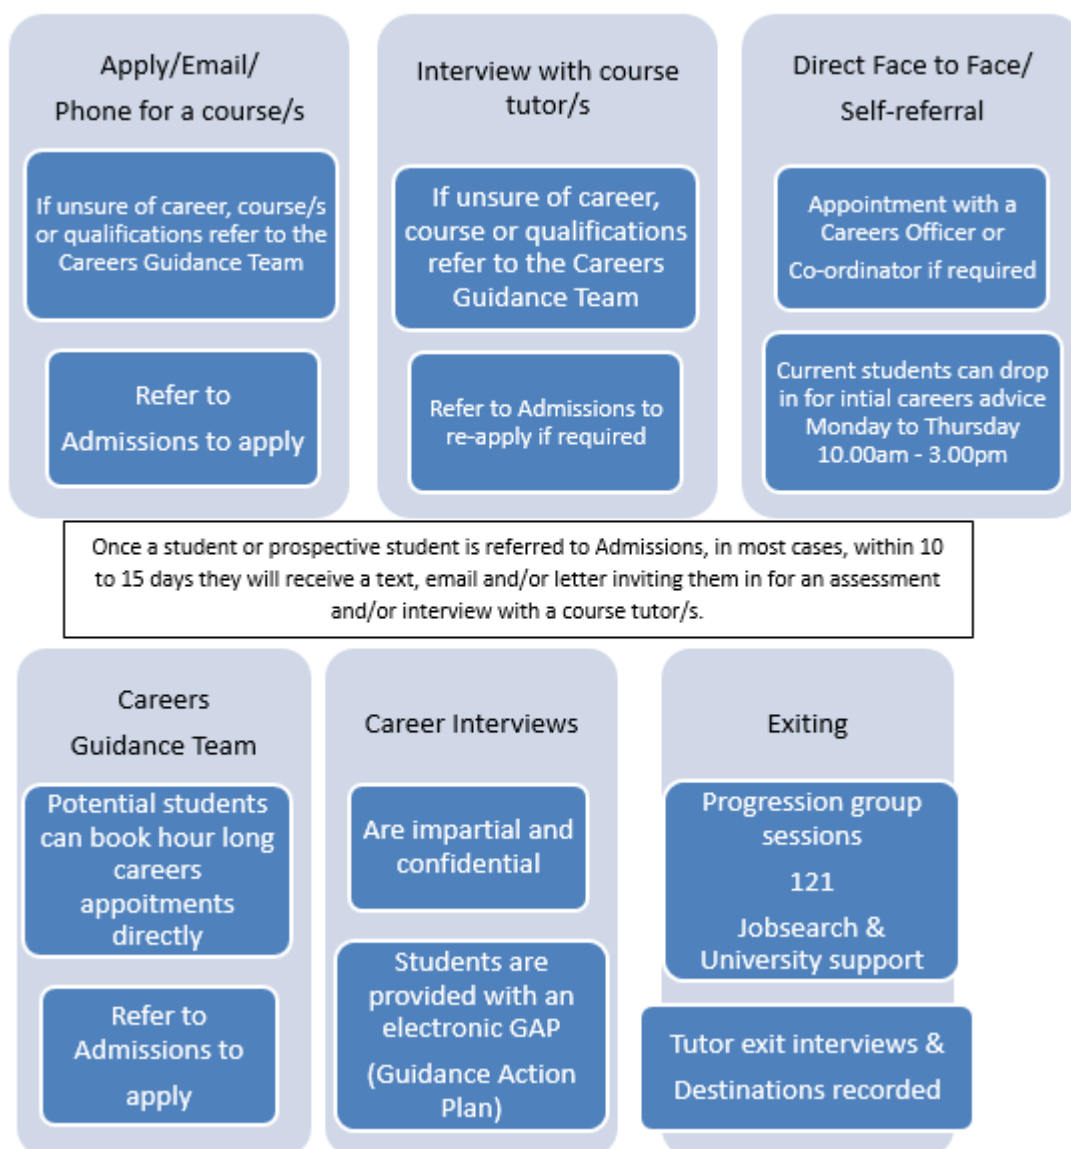 Apply/Email/
Phone for a course/s
If unsure of career, course/s
or qualifications refer to the
Careers Guidance Team
Refer to
Admissions to apply
Interview with course
tutor/s
If unsure of career,
course or qualifications
refer to the Careers
Guidance Team
Refer to Admissions to
re-apply if required
Direct Face to Face/
Self-referral
Appointment with a
Careers Officer or
Co-ordinator if required
Current students can drop
in for intial careers advice
Monday to Thursday
10.00am - 3.00pm
Once a student or prospective student is referred to Admissions, in most cases, within 10
to 15 days they will receive a text, email and/or letter inviting them in for an assessment
and/or interview with a course tutor/s.
Careers
Guidance Team
Potential students
can book hour long
careers
appoitments
directly
Refer to
Admissions to
apply
Career Interviews
Are impartial and
confidential
Students are
provided with an
electronic GAP
(Guidance Action
Plan)
Exiting
Progression group
sessions
121
Jobsearch &
University support
Tutor exit interviews &
Destinations recorded